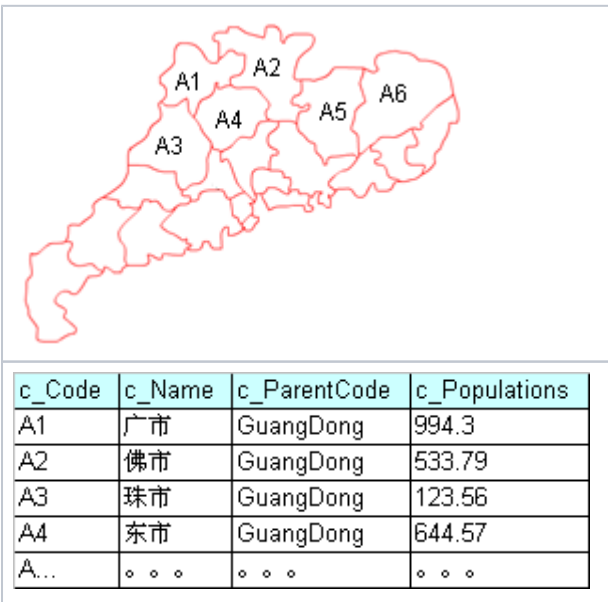 A1 A2
A3 A4 A5 A6
c_Code c_Name c_ParentCode c_Populations
A1 广市 GuangDong 994.3
A2 佛市 GuangDong 533.79
A3 珠市 GuangDong 123.56
A4 东市 GuangDong 644.57
A... 。。。 。。。 。。。